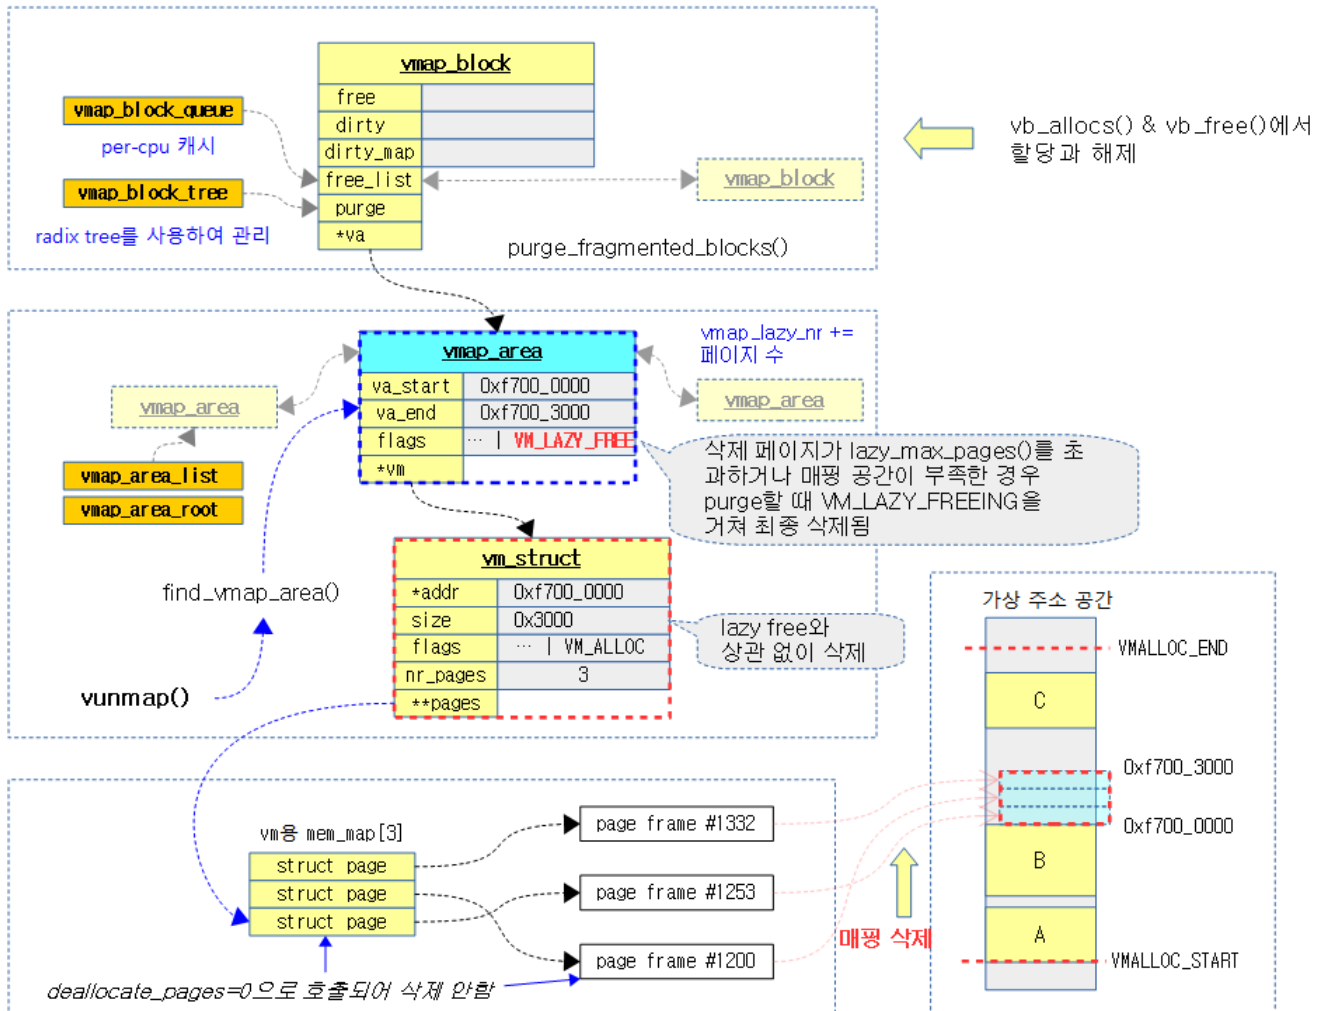 vmap_block
free
dirty
dirty_map
free_list
purge
*va
vmap_block_queue
per-cpu 캐시
vmap_block_tree
radix tree를 사용하여 관리
vmap_block
purge_fragmented_blocks()
vb_allocs() & vb_free()에서
할당과 해제
vmap_area
va_start 0xf700_0000
va_end 0xf700_3000
flags … | VM_LAZY_FREE
*vm
vmap_lazy_nr +=
페이지 수
vmap_area
vmap_area
vmap_area_list
vmap_area_root
삭제 페이지가 lazy_max_pages()를 초
과하거나 매핑 공간이 부족한 경우
purge할 때 VM_LAZY_FREEING을
거쳐 최종 삭제됨
find_vmap_area()
vunmap()
vm_struct
*addr 0xf700_0000
size 0x3000
flags … | VM_ALLOC
nr_pages 3
**pages
lazy free와
상관 없이 삭제
가상 주소 공간
VMALLOC_END
C
0xf700_3000
0xf700_0000
B
A
VMALLOC_START
매핑 삭제
vm용 mem_map[3]
struct page
struct page
struct page
page frame #1332
page frame #1253
page frame #1200
deallocate_pages=0으로 호출되어 삭제 안함